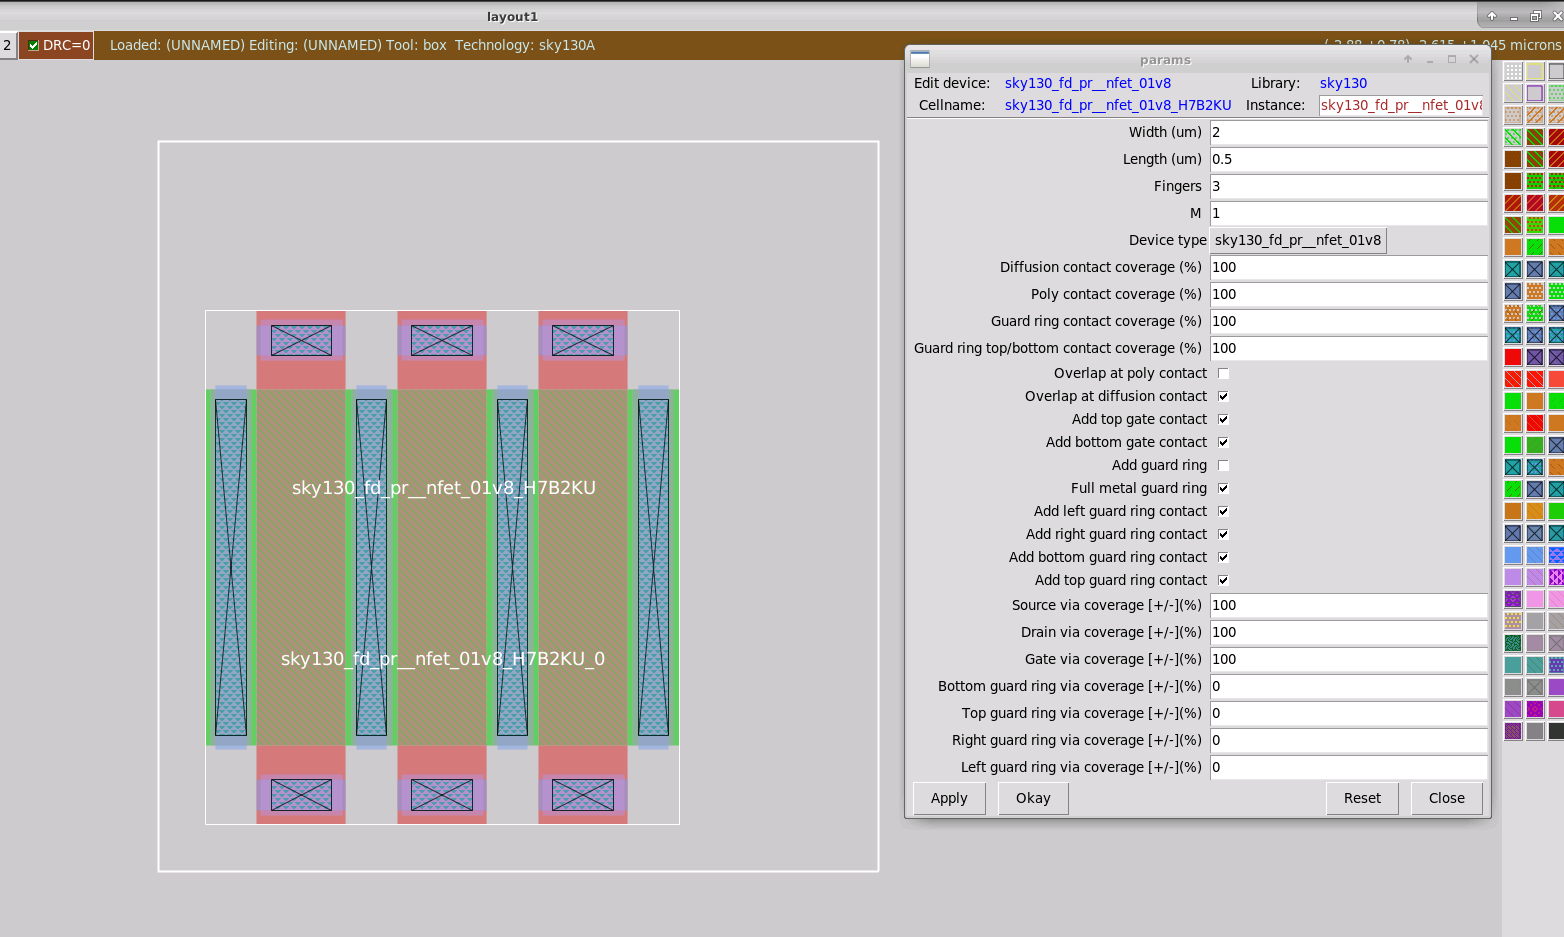 layout1
2 DRC=0 Loaded: (UNNAMED) Editing: (UNNAMED) Tool: box Technology: sky130A
045 microns
params
Edit device: sky130_fd_pr__nfet_01v8 Library: sky130
Cellname: sky130_fd_pr__nfet_01v8_H7B2KU Instance: sky130_fd_pr__nfet_01v8
Width (um) 2
Length (um) 0.5
Fingers 3
M 1
Device type sky130_fd_pr__nfet_01v8
Diffusion contact coverage (%) 100
Poly contact coverage (%) 100
Guard ring contact coverage (%) 100
Guard ring top/bottom contact coverage (%) 100
Overlap at poly contact
Overlap at diffusion contact
Add top gate contact
Add bottom gate contact
Add guard ring
Full metal guard ring
Add left guard ring contact
Add right guard ring contact
Add bottom guard ring contact
Add top guard ring contact
Source via coverage [+/-](%) 100
Drain via coverage [+/-](%) 100
Gate via coverage [+/-](%) 100
Bottom guard ring via coverage [+/-](%) 0
Top guard ring via coverage [+/-](%) 0
Right guard ring via coverage [+/-](%) 0
Left guard ring via coverage [+/-](%) 0
Apply Okay Reset Close
sky130_fd_pr__nfet_01v8_H7B2KU
sky130_fd_pr__nfet_01v8_H7B2KU_0